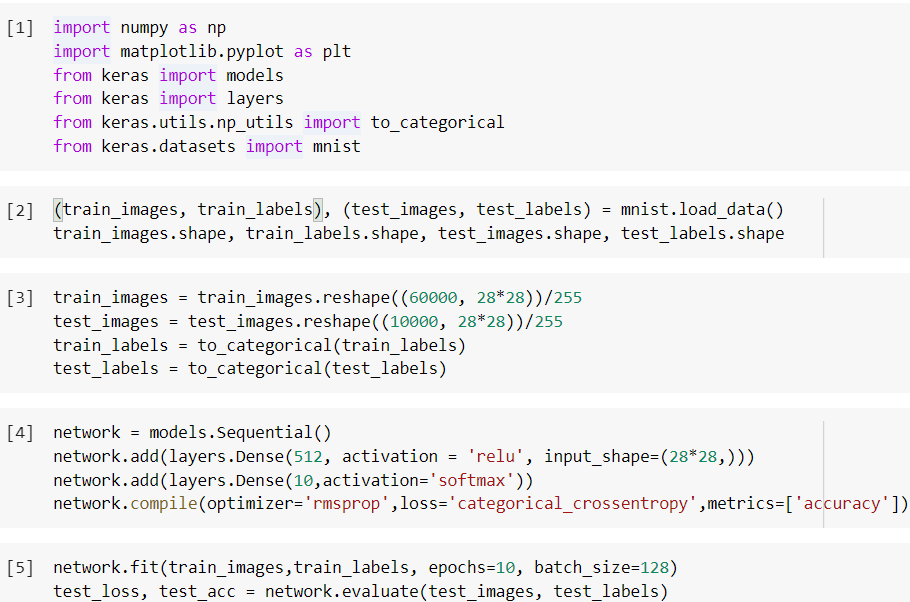 [1] import numpy as np
import matplotlib.pyplot as plt
from keras import models
from keras import layers
from keras.utils.np_utils import to_categorical
from keras.datasets import mnist
[2] (train_images, train_labels), (test_images, test_labels) = mnist.load_data()
train_images.shape, train_labels.shape, test_images.shape, test_labels.shape
[3] train_images = train_images.reshape((60000, 28*28))/255
test_images = test_images.reshape((10000, 28*28))/255
train_labels = to_categorical(train_labels)
test_labels = to_categorical(test_labels)
[4] network = models.Sequential()
network.add(layers.Dense(512, activation = 'relu', input_shape=(28*28,)))
network.add(layers.Dense(10,activation='softmax'))
network.compile(optimizer='rmsprop',loss='categorical_crossentropy',metrics=['accuracy'])
[5] network.fit(train_images,train_labels, epochs=10, batch_size=128)
test_loss, test_acc = network.evaluate(test_images, test_labels)